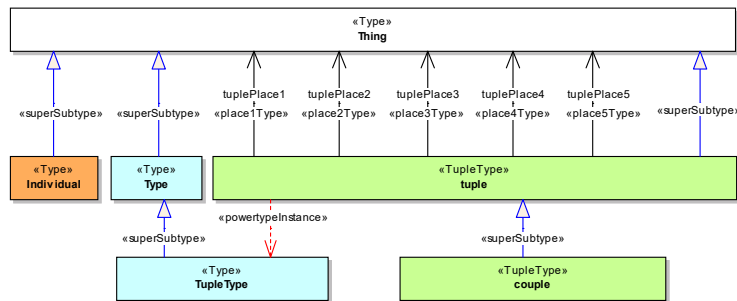 «Type»
Thing
tuplePlace1 tuplePlace2 tuplePlace3 tuplePlace4 tuplePlace5
«superSubtype» «superSubtype» «place1Type» «place2Type» «place3Type» «place4Type» «place5Type» «superSubtype»
«Type» «Type» «TupleType»
Individual Type tuple
«powertypeInstance»
«superSubtype» «superSubtype»
«Type» «TupleType»
TupleType couple